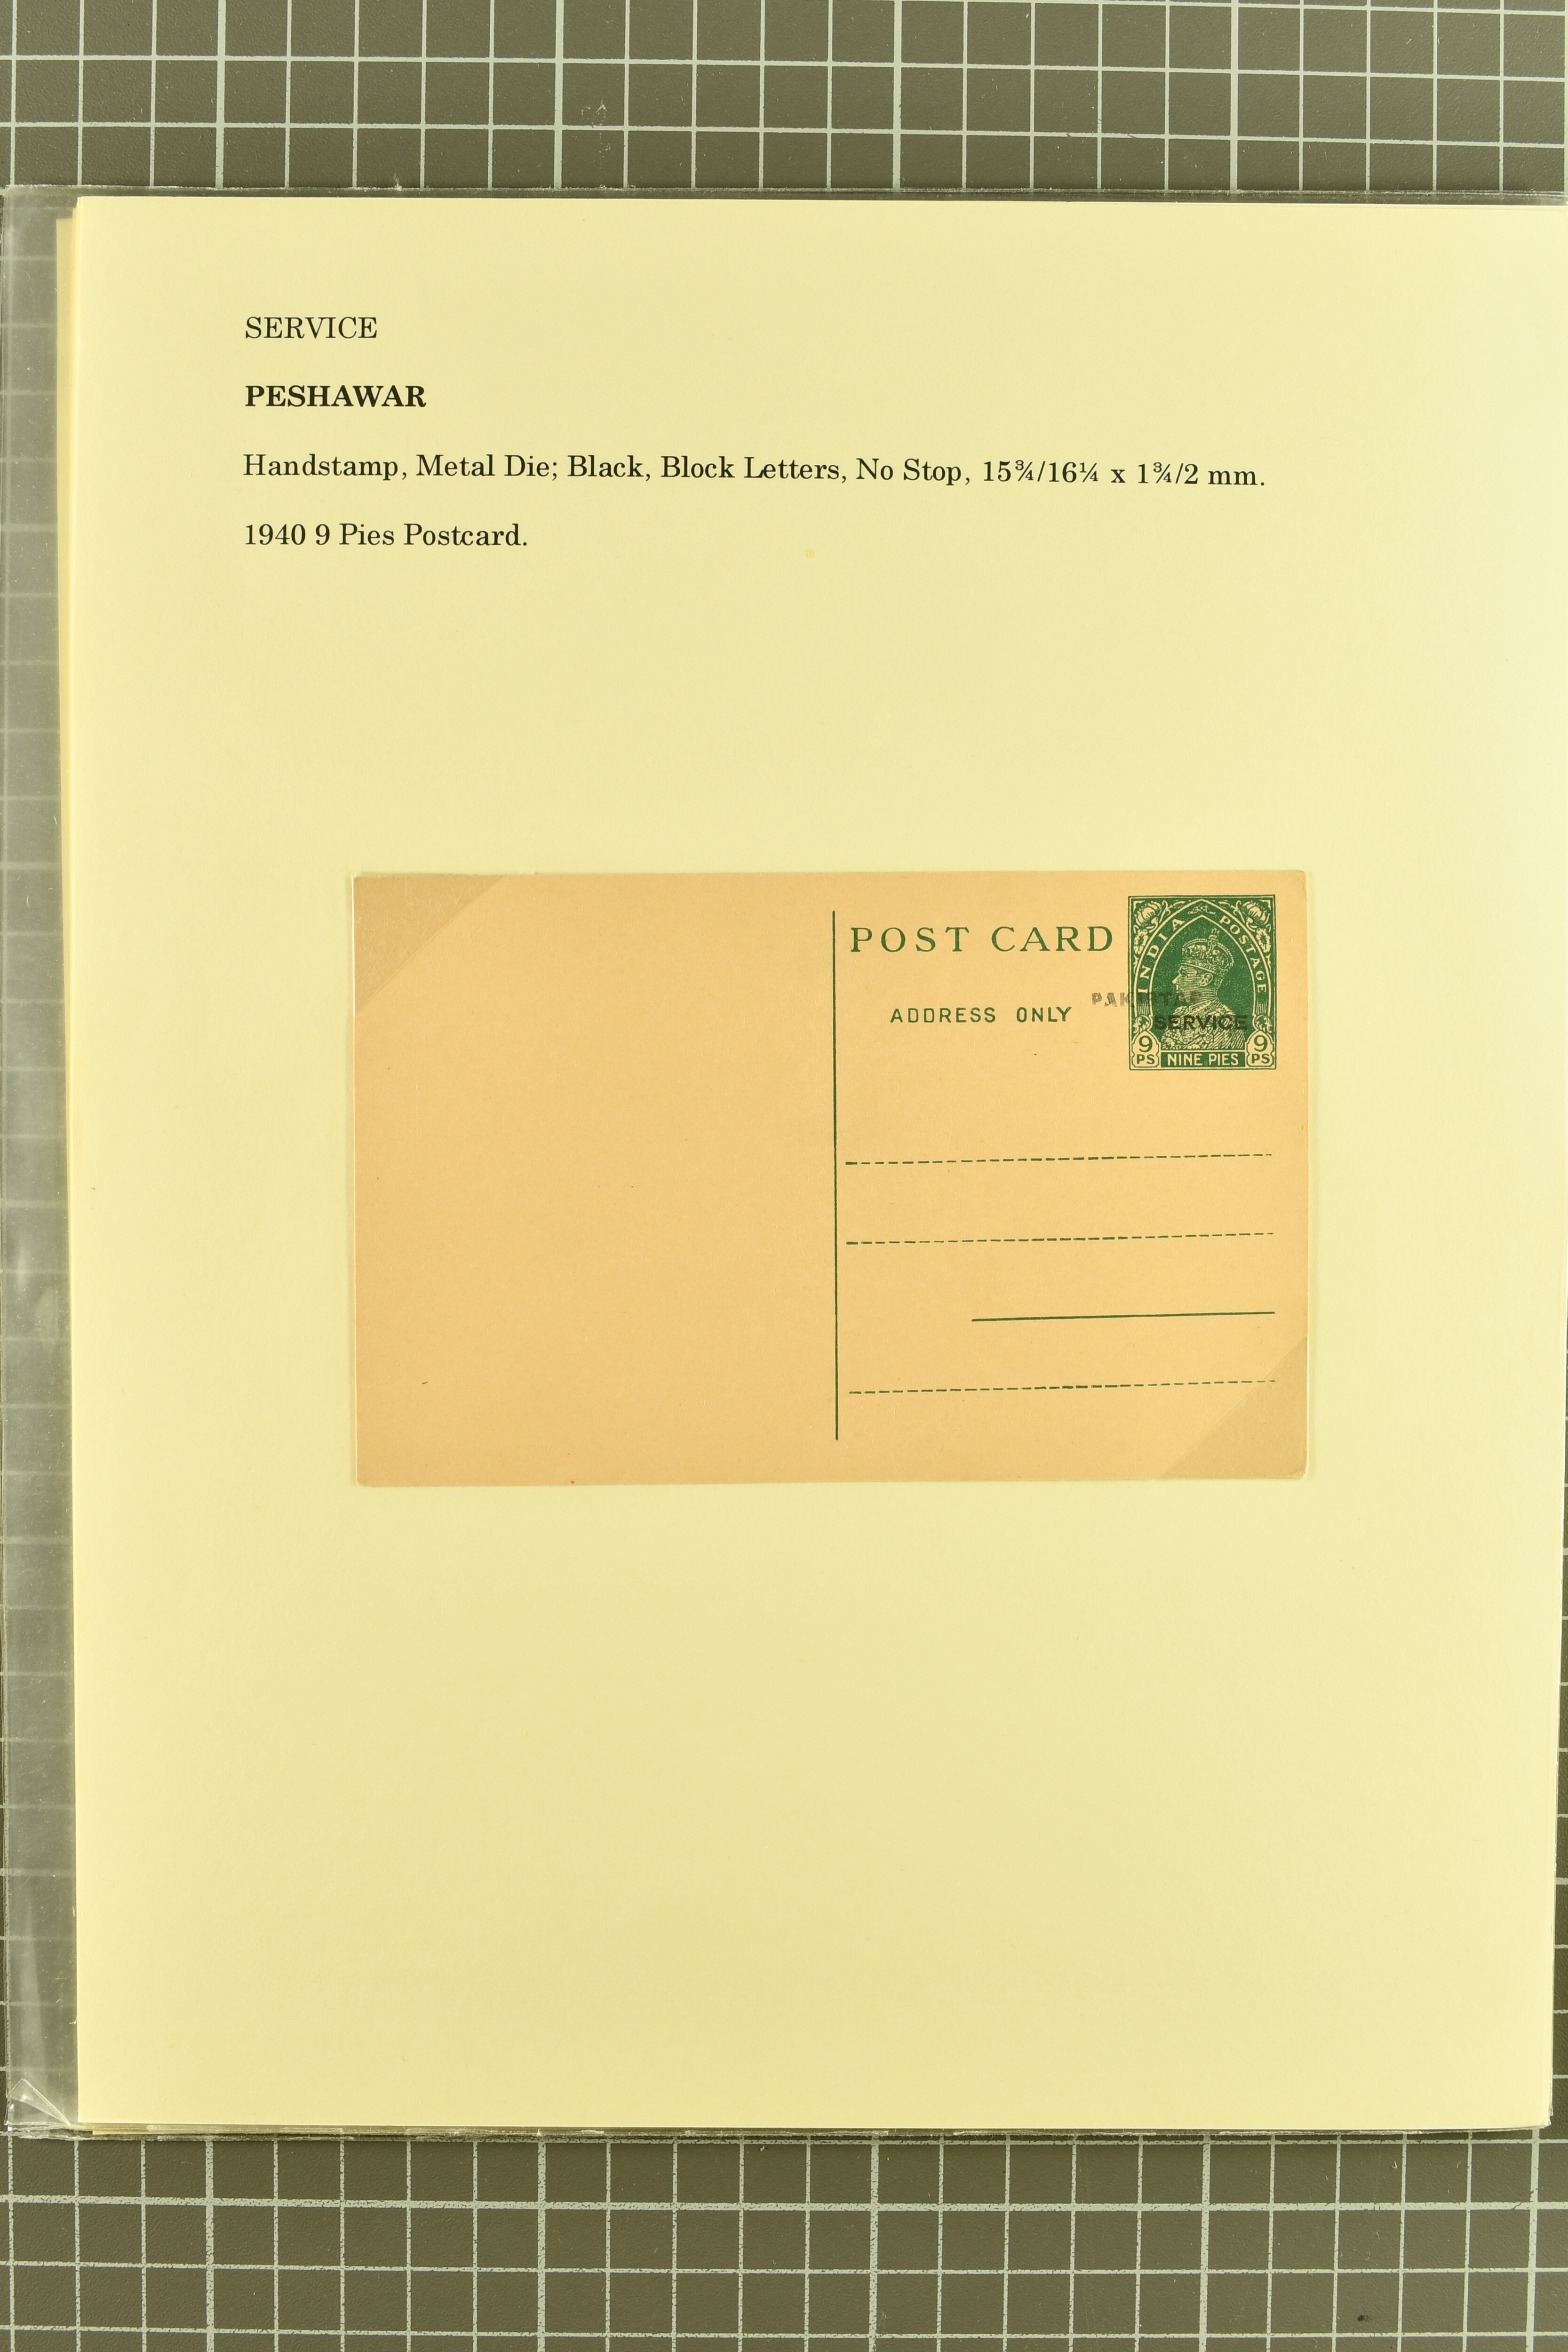 SERVICE
PESHAWAR
Handstamp, Metal Die; Black, Block Letters, No Stop, 15¾/16¼ x 1¾/2 mm.
1940 9 Pies Postcard.
POST CARD
INDIA POSTAGE
ADDRESS ONLY
SERVICE
9 PS NINE PIES 9 PS